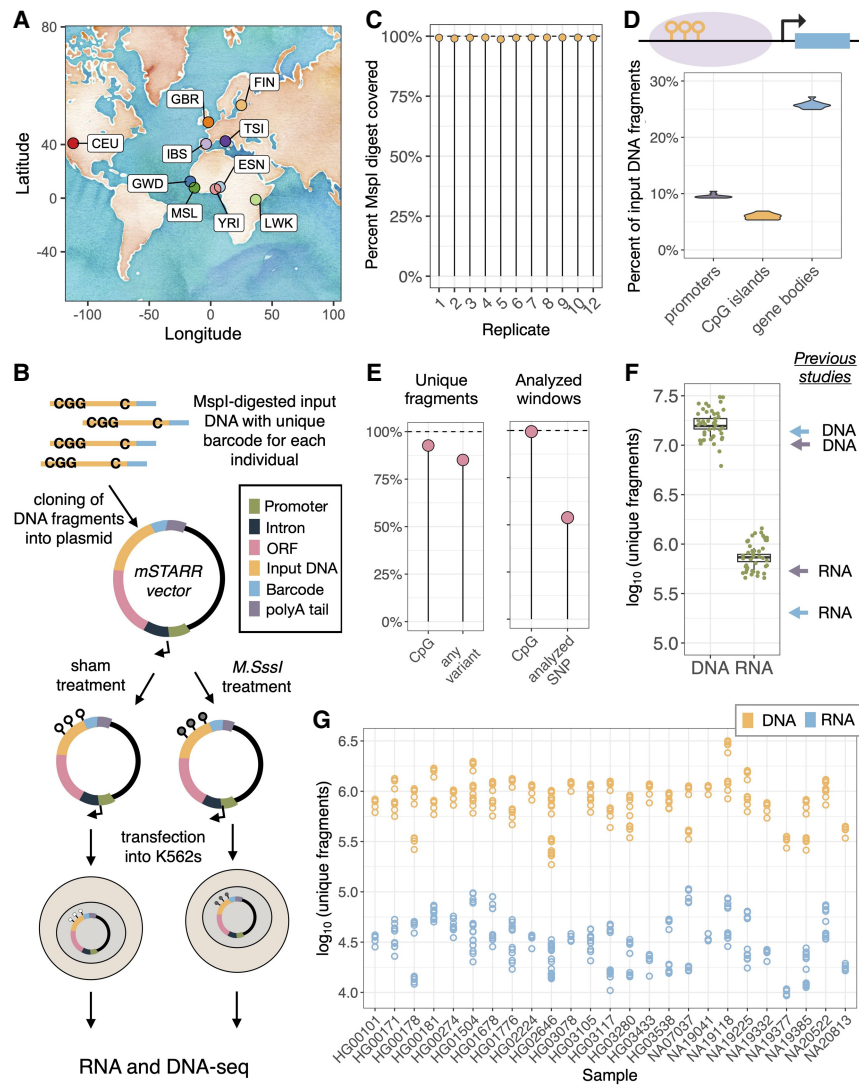 A
80
40
0
-40
Latitude
-100
-50
0
50
100
Longitude
FIN
GBR
TSI
CEU
IBS
ESN
GWD
MSL
YRI
LWK
B
CGG C
CGG C
CGG C
CGG C
MspI-digested input
DNA with unique
barcode for each
individual
cloning of
DNA fragments
into plasmid
mSTARR
vector
Promoter
Intron
ORF
Input DNA
Barcode
polyA tail
sham
treatment
M.SssI
treatment
transfection
into K562s
RNA and DNA-seq
C
Percent MspI digest covered
100%
75%
50%
25%
0%
1
2
3
4
5
6
7
8
9
10
12
Replicate
D
Percent of input DNA fragments
30%
20%
10%
0%
promoters
CpG islands
gene bodies
E
Unique
fragments
Analyzed
windows
100%
75%
50%
25%
0%
CpG
any
variant
CpG
analyzed
SNP
F
Previous
studies
log10 (unique fragments)
7.5
7.0
6.5
6.0
5.5
5.0
DNA RNA
DNA
DNA
RNA
RNA
G
DNA
RNA
log10 (unique fragments)
6.5
6.0
5.5
5.0
4.5
4.0
HG00101
HG00171
HG00178
HG00181
HG00274
HG01504
HG01678
HG01776
HG02224
HG02646
HG03078
HG03105
HG03117
HG03280
HG03433
HG03538
NA07037
NA19041
NA19118
NA19225
NA19332
NA19377
NA19385
NA20522
NA20813
Sample